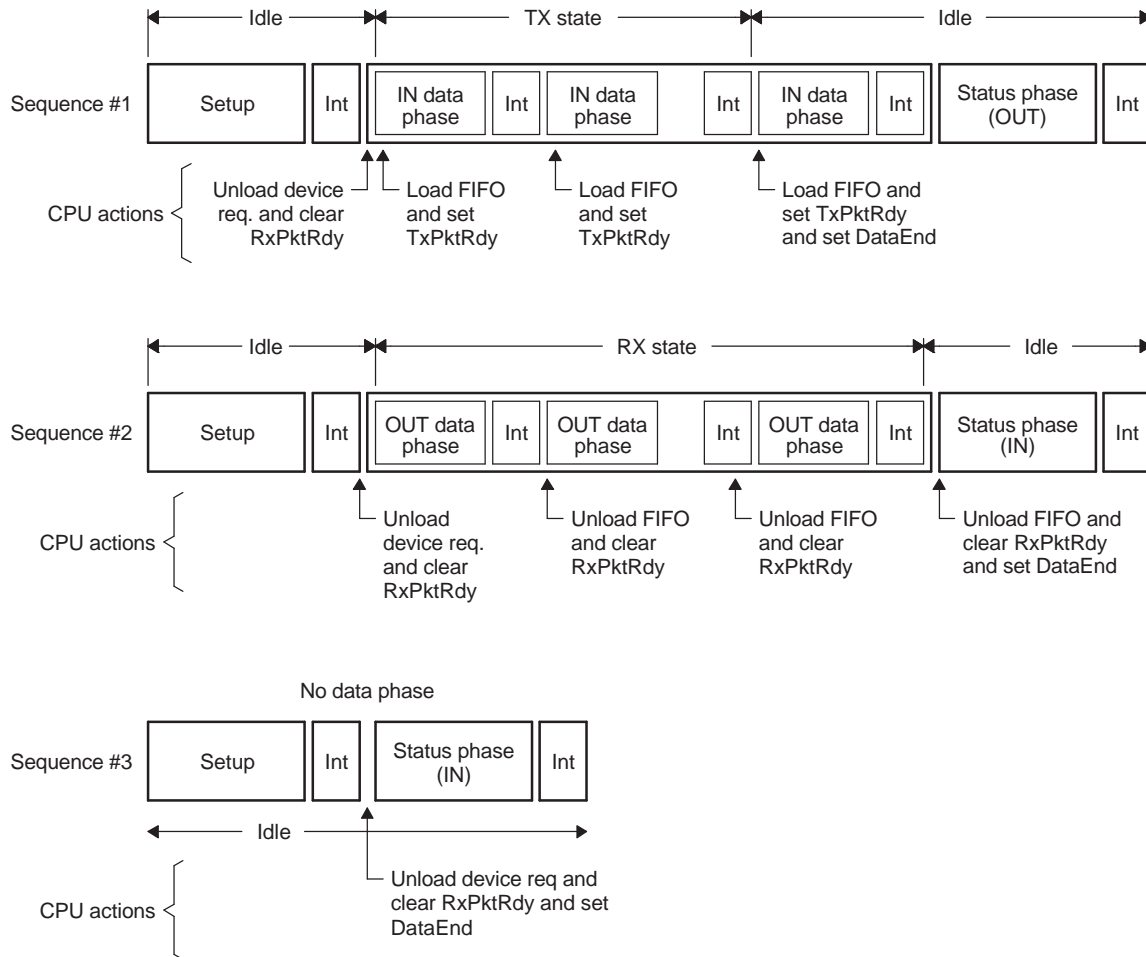 Idle
TX state
Idle
Sequence #1
Setup
Int
IN data
phase
Int
IN data
phase
Int
IN data
phase
Int
Status phase
(OUT)
Int
CPU actions
Unload device
req. and clear
RxPktRdy
Load FIFO
and set
TxPktRdy
Load FIFO
and set
TxPktRdy
Load FIFO and
set TxPktRdy
and set DataEnd
Idle
RX state
Idle
Sequence #2
Setup
Int
OUT data
phase
Int
OUT data
phase
Int
OUT data
phase
Int
Status phase
(IN)
Int
CPU actions
Unload
device req.
and clear
RxPktRdy
Unload FIFO
and clear
RxPktRdy
Unload FIFO
and clear
RxPktRdy
Unload FIFO and
clear RxPktRdy
and set DataEnd
No data phase
Sequence #3
Setup
Int
Status phase
(IN)
Int
Idle
CPU actions
Unload device req and
clear RxPktRdy and set
DataEnd